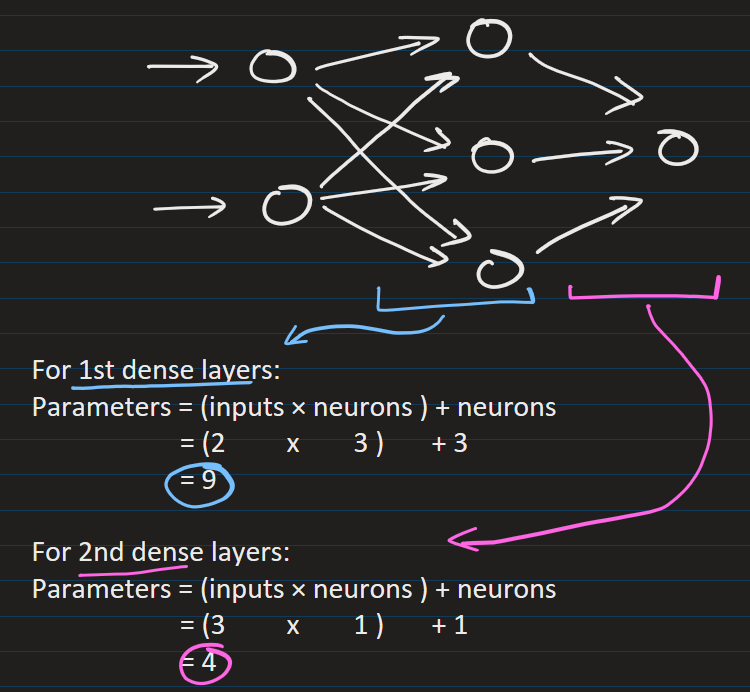 For 1st dense layers:
Parameters = (inputs × neurons ) + neurons
= (2 x 3 ) + 3
= 9
For 2nd dense layers:
Parameters = (inputs × neurons ) + neurons
= (3 x 1 ) + 1
= 4